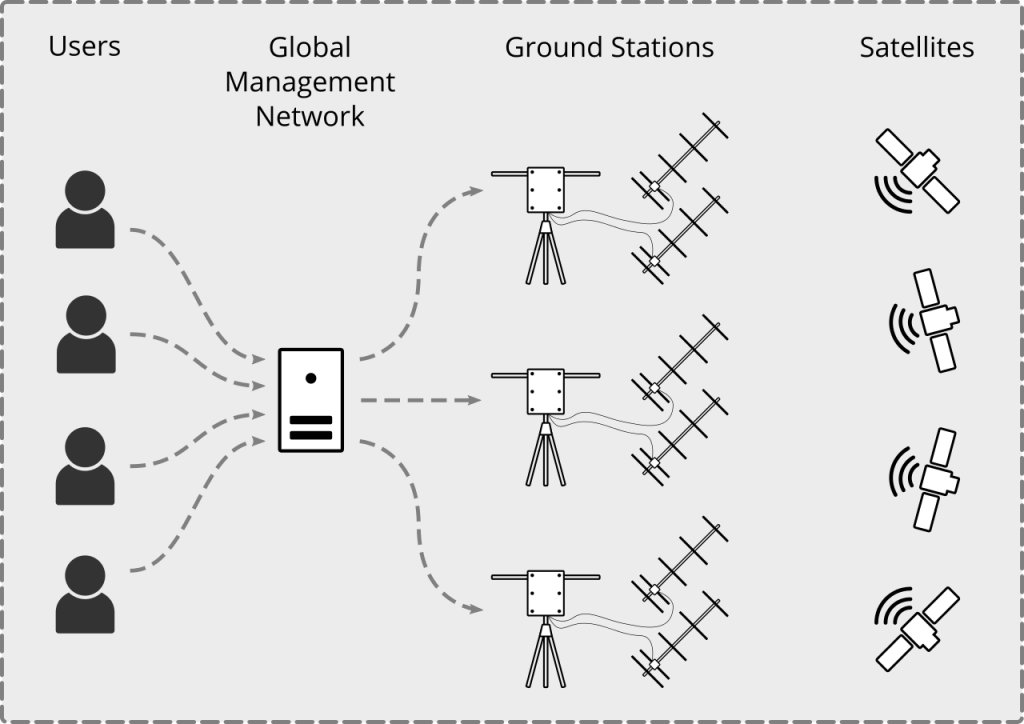 Users
Global
Management
Network
Ground Stations
Satellites